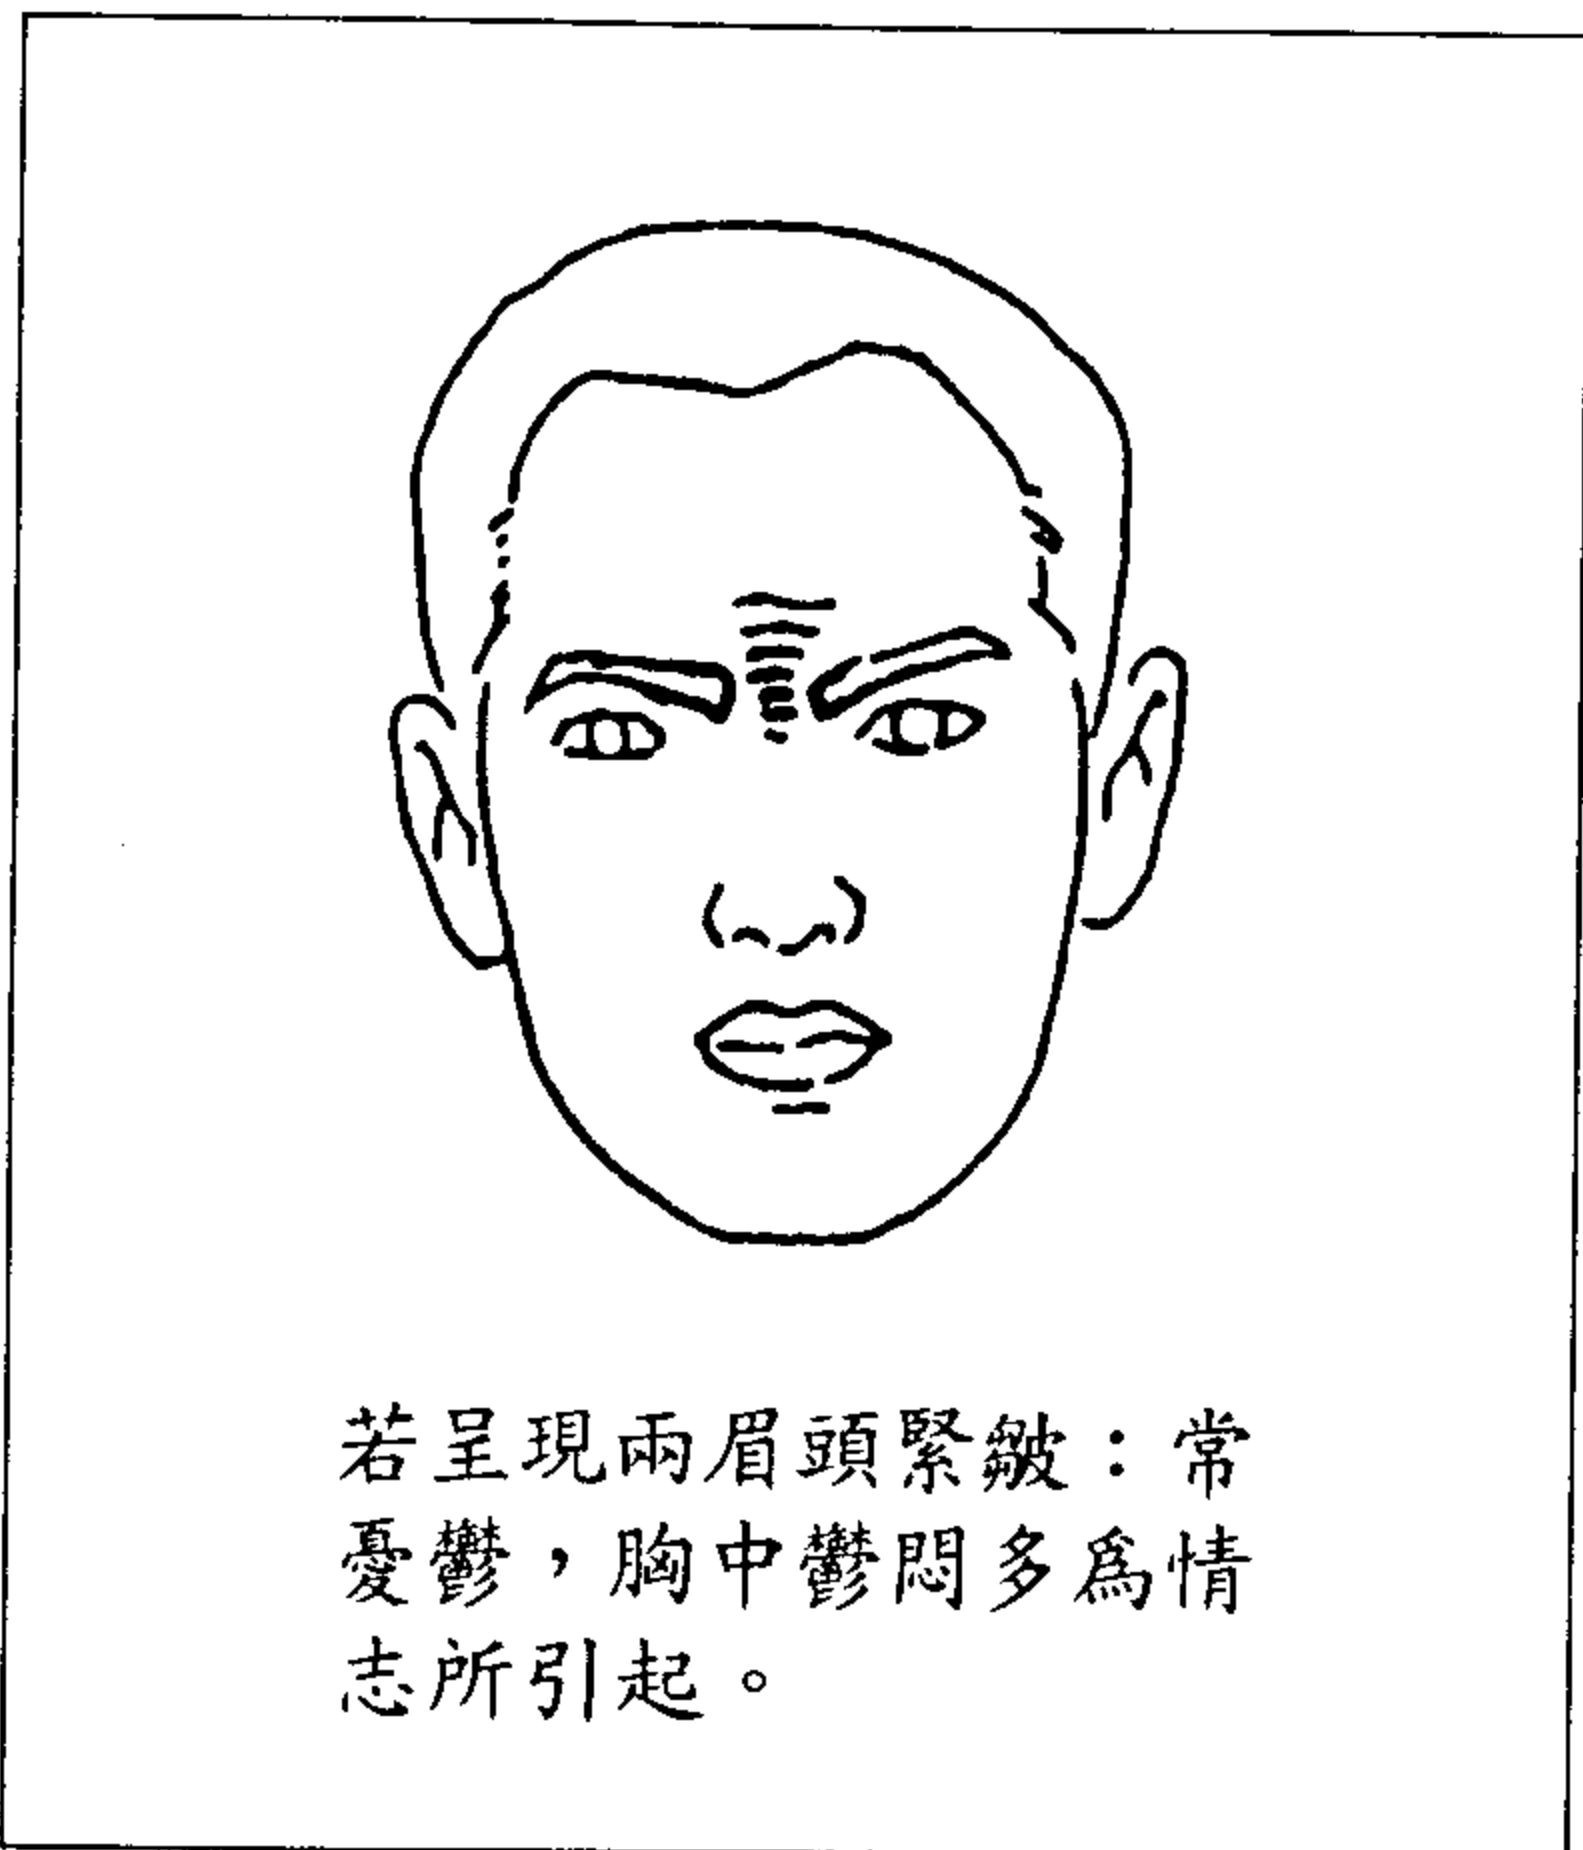 若呈現兩眉頭緊皺：常
憂鬱，胸中鬱悶多爲情
志所引起。